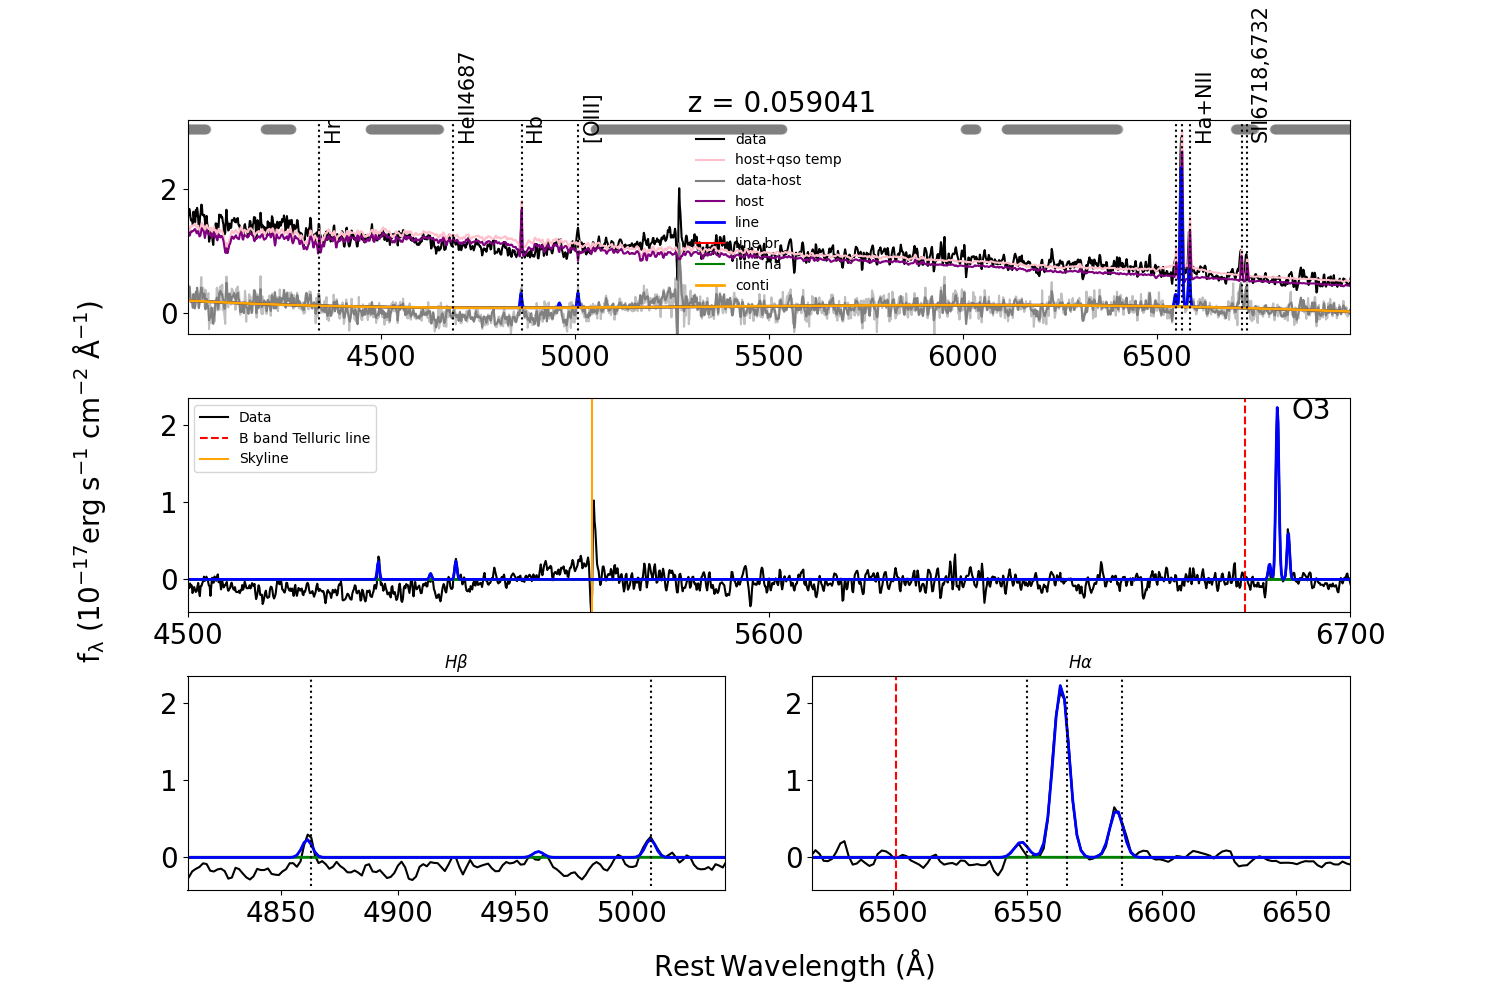 z = 0.059041
Hr
HeII4687
Hb
[OIII]
Ha+NII
SII6718,6732
data
host+qso temp
data-host
host
line
line br
line na
conti
2
0
4500 5000 5500 6000 6500
fλ (10⁻¹⁷erg s⁻¹ cm⁻² Å⁻¹)
Data
B band Telluric line
Skyline
O3
2
1
0
4500 5600 6700
Hβ
2
1
0
4850 4900 4950 5000
Hα
2
1
0
6500 6550 6600 6650
Rest Wavelength (Å)